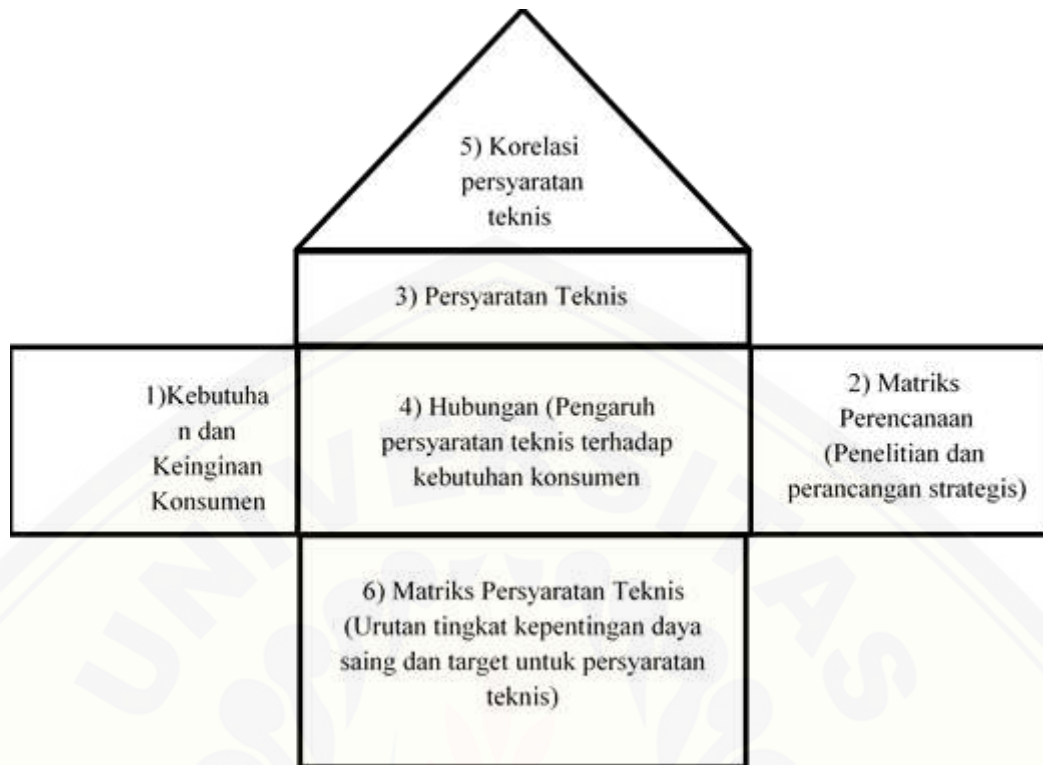 5) Korelasi
persyaratan
teknis
3) Persyaratan Teknis
1)Kebutuha
n dan
Keinginan
Konsumen
4) Hubungan (Pengaruh
persyaratan teknis terhadap
kebutuhan konsumen
2) Matriks
Perencanaan
(Penelitian dan
perancangan strategis)
6) Matriks Persyaratan Teknis
(Urutan tingkat kepentingan daya
saing dan target untuk persyaratan
teknis)
UNIVERSITAS